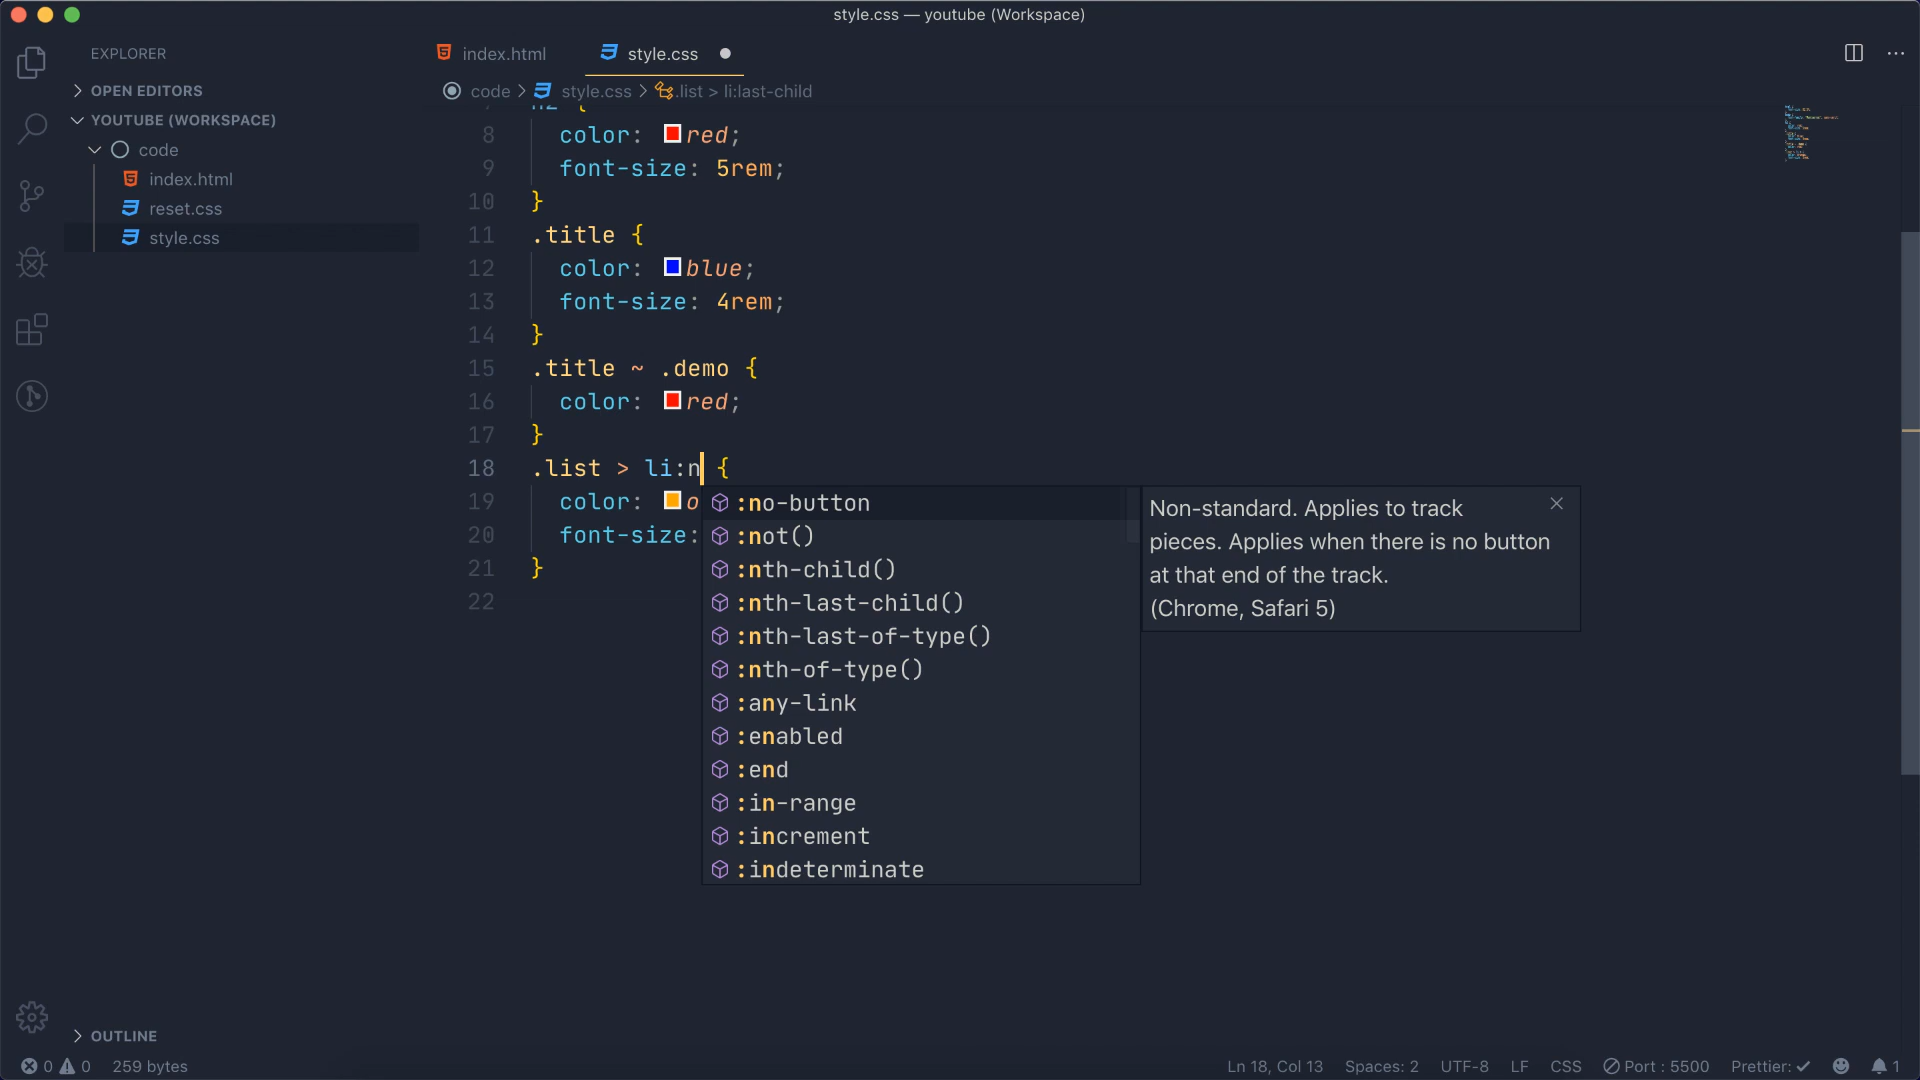 style.css — youtube (Workspace)
EXPLORER
OPEN EDITORS
YOUTUBE (WORKSPACE)
code
index.html
reset.css
style.css
OUTLINE
index.html
style.css
code > style.css > .list > li:last-child
8 color: red;
9 font-size: 5rem;
10 }
11 .title {
12 color: blue;
13 font-size: 4rem;
14 }
15 .title ~ .demo {
16 color: red;
17 }
18 .list > li:n {
19 color: o
20 font-size:
21 }
22
:no-button
:not()
:nth-child()
:nth-last-child()
:nth-last-of-type()
:nth-of-type()
:any-link
:enabled
:end
:in-range
:increment
:indeterminate
Non-standard. Applies to track
pieces. Applies when there is no button
at that end of the track.
(Chrome, Safari 5)
0 0 259 bytes
Ln 18, Col 13 Spaces: 2 UTF-8 LF CSS Port : 5500 Prettier: ✓ 1